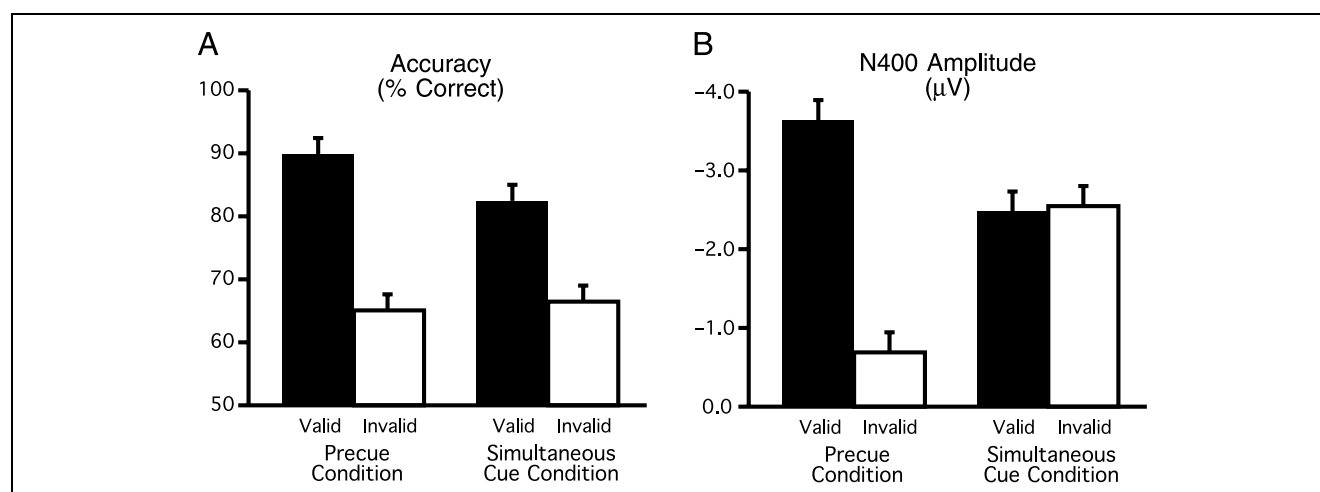 A
Accuracy
(% Correct)
100
90
80
70
60
50
Valid Invalid Valid Invalid
Precue
Condition
Simultaneous
Cue Condition
B
N400 Amplitude
(μV)
−4.0
−3.0
−2.0
−1.0
0.0
Valid Invalid Valid Invalid
Precue
Condition
Simultaneous
Cue Condition